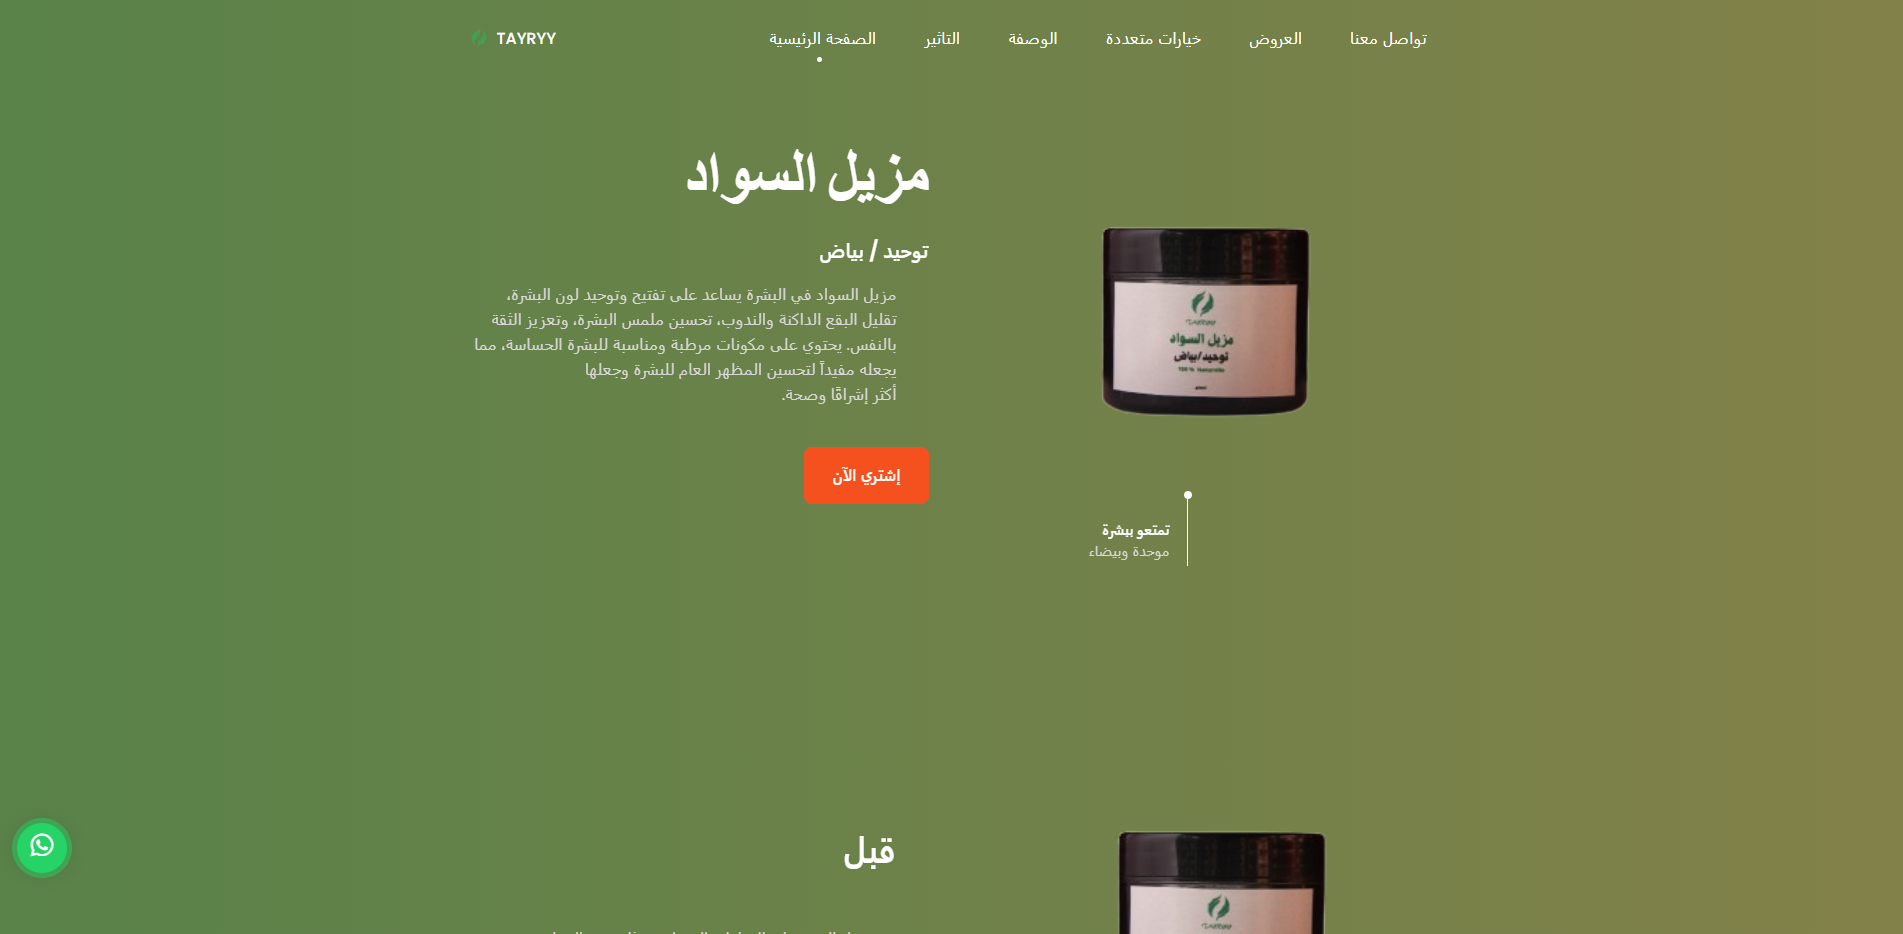 TAYRYY
الصفحة الرئيسية
التاثير
الوصفة
خيارات متعددة
العروض
تواصل معنا
مزيل السواد
توحيد / بياض
مزيل السواد في البشرة يساعد على تفتيح وتوحيد لون البشرة،
تقليل البقع الداكنة والندوب، تحسين ملمس البشرة، وتعزيز الثقة
بالنفس. يحتوي على مكونات مرطبة ومناسبة للبشرة الحساسة، مما
يجعله مفيداً لتحسين المظهر العام للبشرة وجعلها
أكثر إشراقًا وصحة.
إشتري الآن
TAYRYY
مزيل السواد
توحيد/بياض
100 % Naturelle
تمتعو ببشرة
موحدة وبيضاء
قبل
TAYRYY